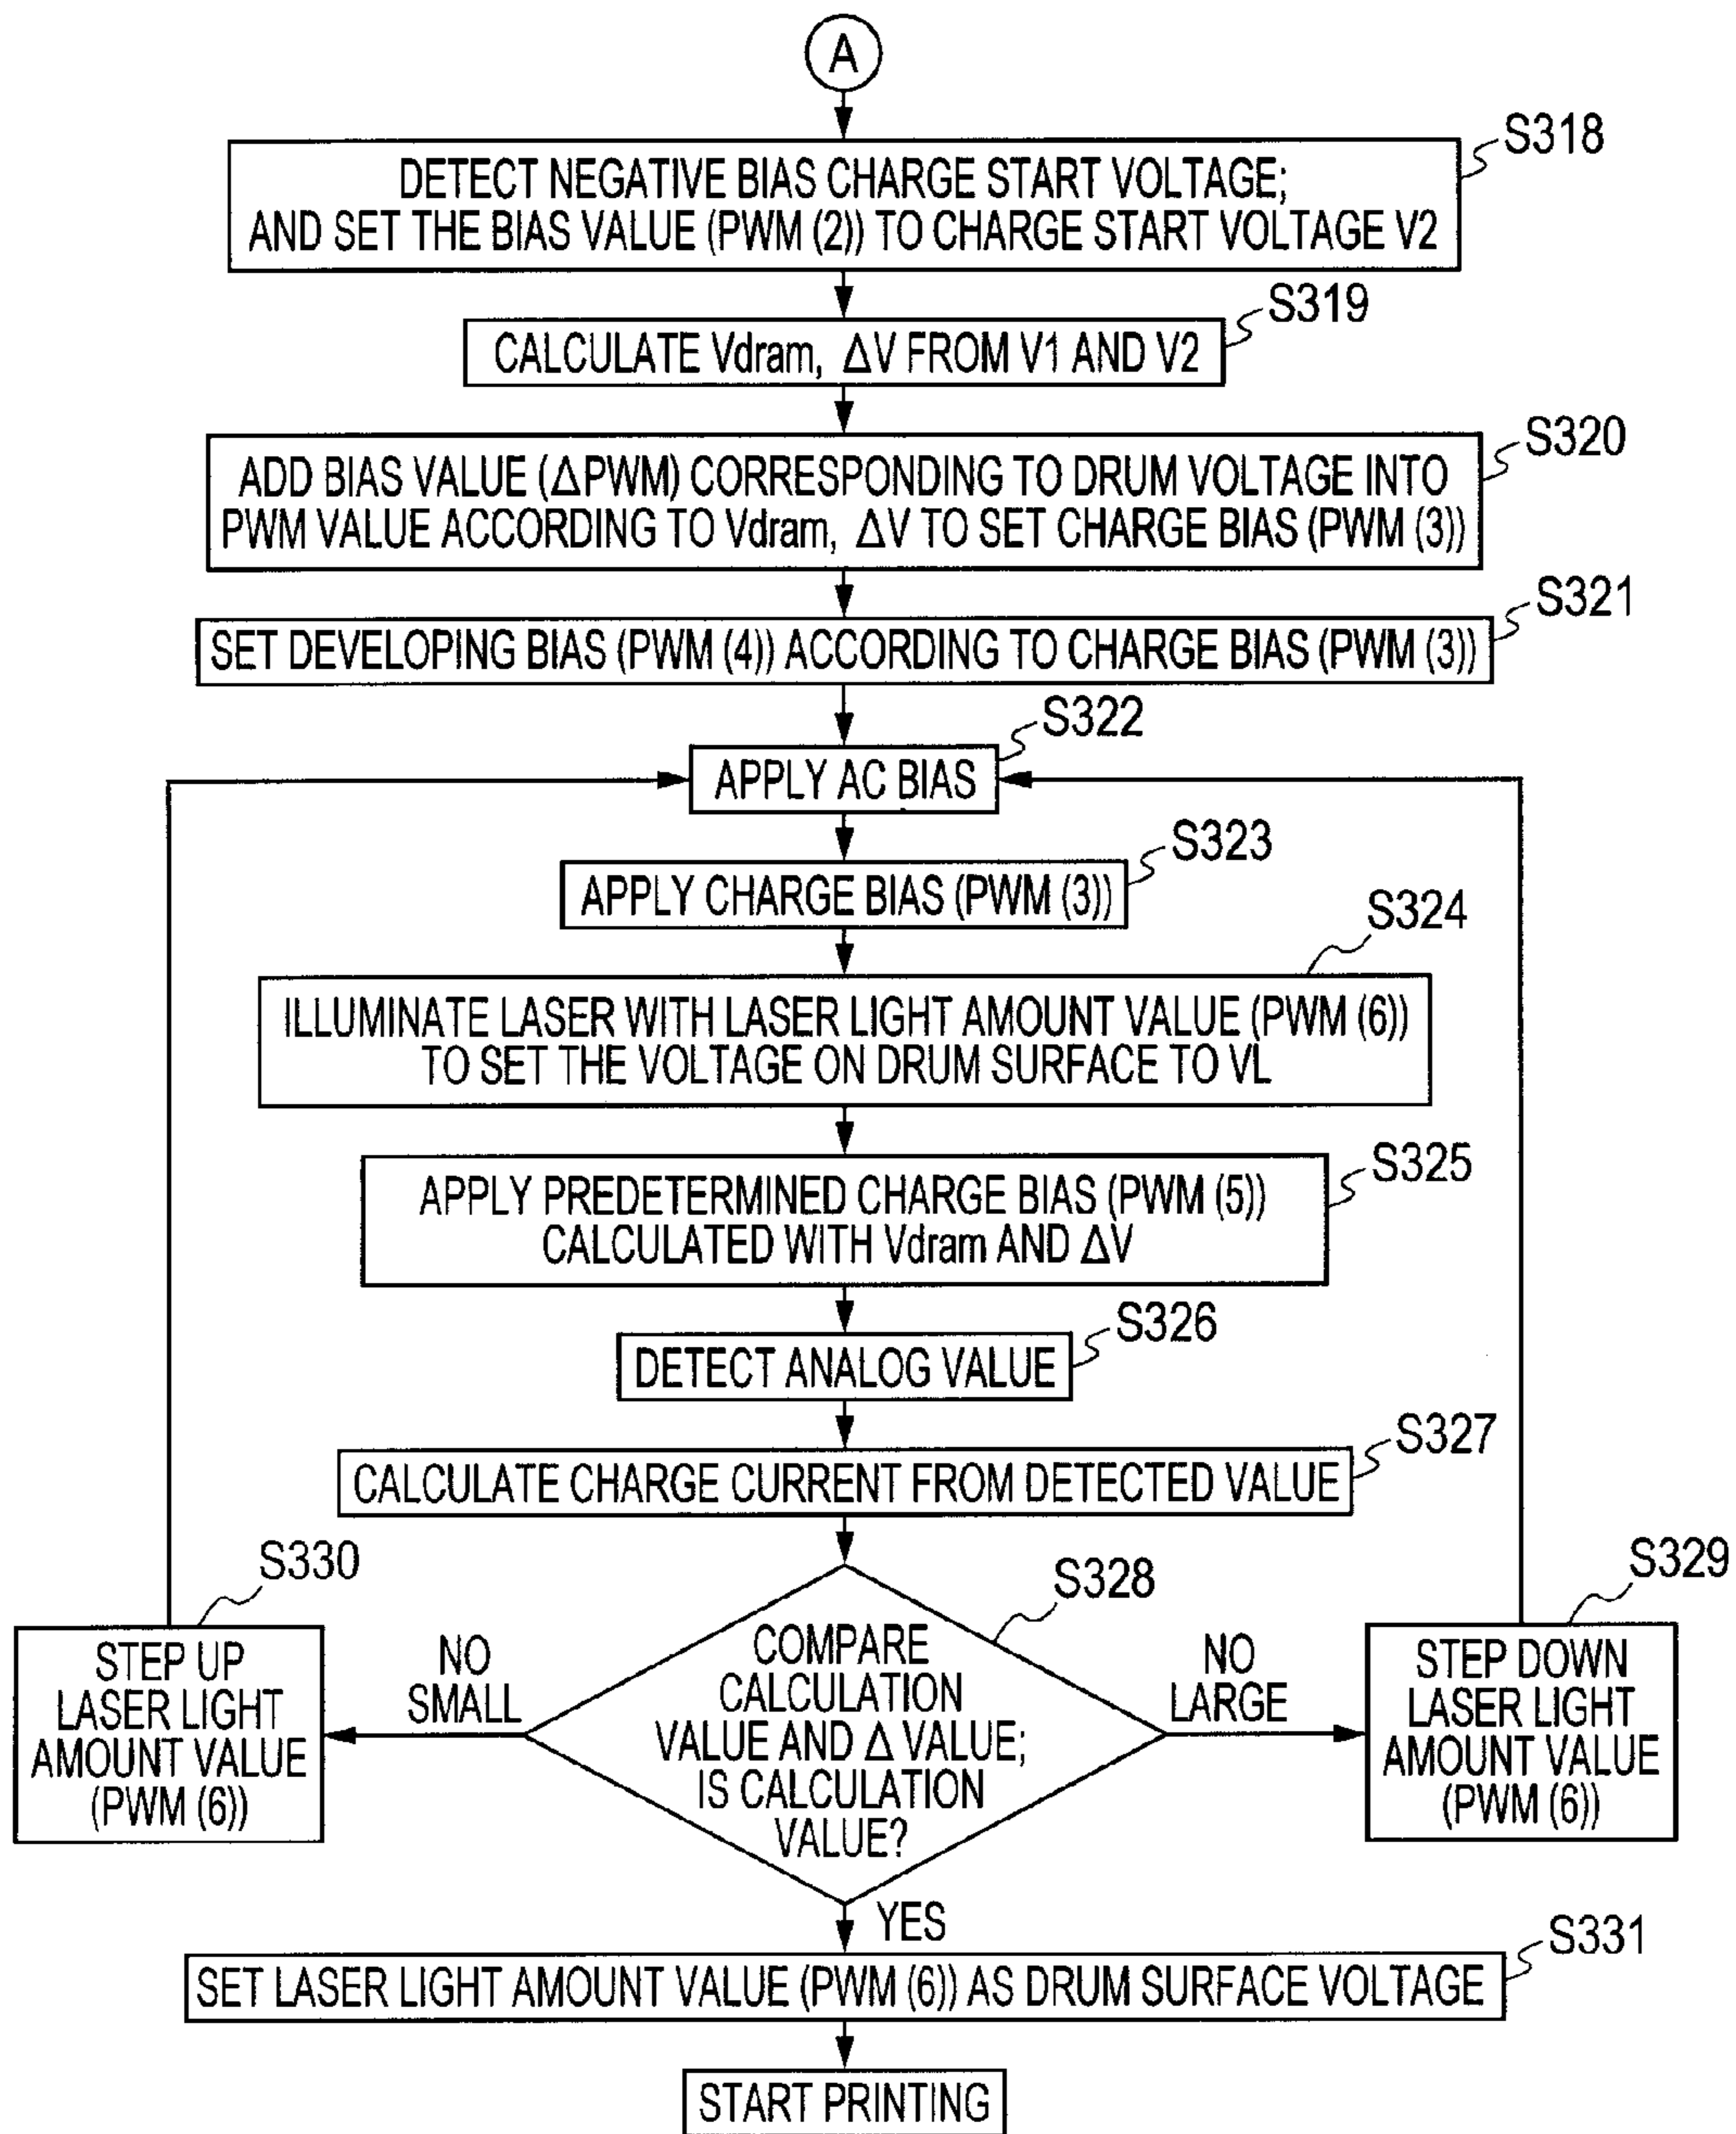 A
S318
DETECT NEGATIVE BIAS CHARGE START VOLTAGE;
AND SET THE BIAS VALUE (PWM (2)) TO CHARGE START VOLTAGE V2
S319
CALCULATE Vdram, ΔV FROM V1 AND V2
S320
ADD BIAS VALUE (ΔPWM) CORRESPONDING TO DRUM VOLTAGE INTO
PWM VALUE ACCORDING TO Vdram, ΔV TO SET CHARGE BIAS (PWM (3))
S321
SET DEVELOPING BIAS (PWM (4)) ACCORDING TO CHARGE BIAS (PWM (3))
S322
APPLY AC BIAS
S323
APPLY CHARGE BIAS (PWM (3))
S324
ILLUMINATE LASER WITH LASER LIGHT AMOUNT VALUE (PWM (6))
TO SET THE VOLTAGE ON DRUM SURFACE TO VL
S325
APPLY PREDETERMINED CHARGE BIAS (PWM (5))
CALCULATED WITH Vdram AND ΔV
S326
DETECT ANALOG VALUE
S327
CALCULATE CHARGE CURRENT FROM DETECTED VALUE
S328
COMPARE
CALCULATION
VALUE AND Δ VALUE;
IS CALCULATION
VALUE?
NO
SMALL
S330
STEP UP
LASER LIGHT
AMOUNT VALUE
(PWM (6))
NO
LARGE
S329
STEP DOWN
LASER LIGHT
AMOUNT VALUE
(PWM (6))
YES
S331
SET LASER LIGHT AMOUNT VALUE (PWM (6)) AS DRUM SURFACE VOLTAGE
START PRINTING